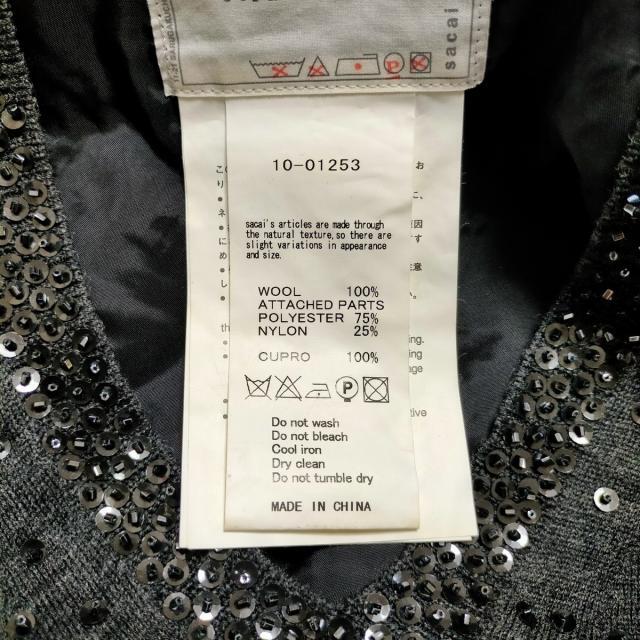 sacai
10-01253
sacai's articles are made through
the natural texture, so there are
slight variations in appearance
and size.
WOOL 100%
ATTACHED PARTS
POLYESTER 75%
NYLON 25%
CUPRO 100%
P
Do not wash
Do not bleach
Cool iron
Dry clean
Do not tumble dry
MADE IN CHINA